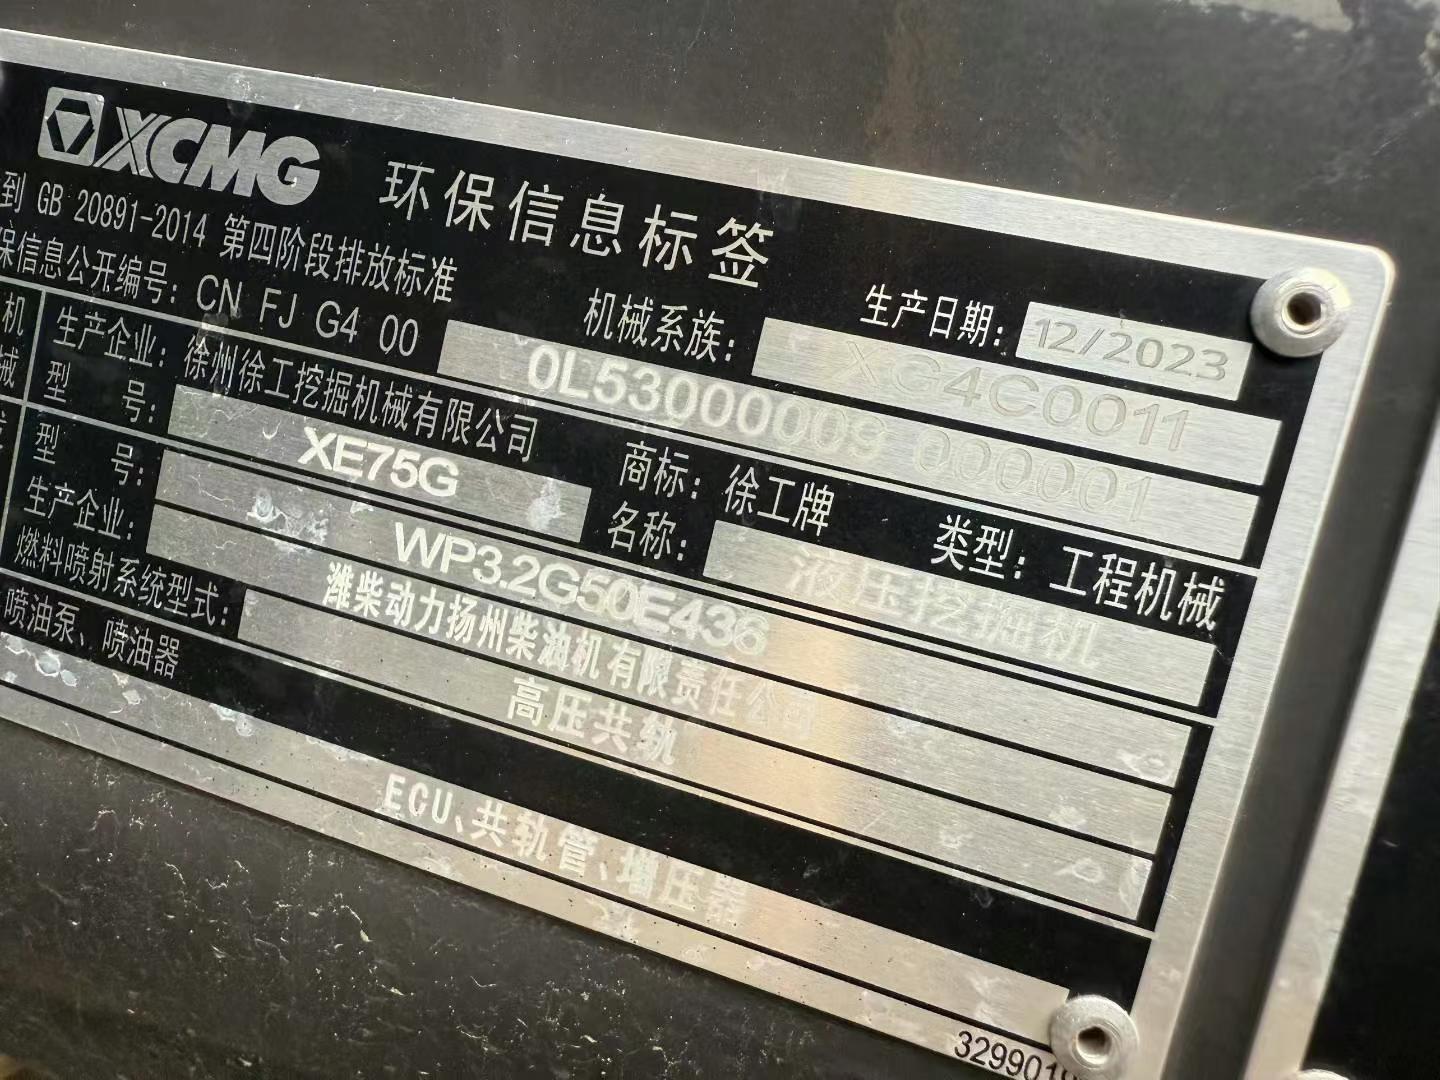 XCMG 环保信息标签
到 GB 20891-2014 第四阶段排放标准
生产日期: 12/2023
保信息公开编号: CN FJ G4 00 0L53000009 000001
机械系族: XG4C0011
机
械
生产企业: 徐州徐工挖掘机械有限公司
商标: 徐工牌 类型: 工程机械
型 号: XE75G
名称: 液压挖掘机
型 号: WP3.2G50E436
生产企业: 潍柴动力扬州柴油机有限责任公司
燃料喷射系统型式: 高压共轨
喷油泵、喷油器
ECU、共轨管、增压器